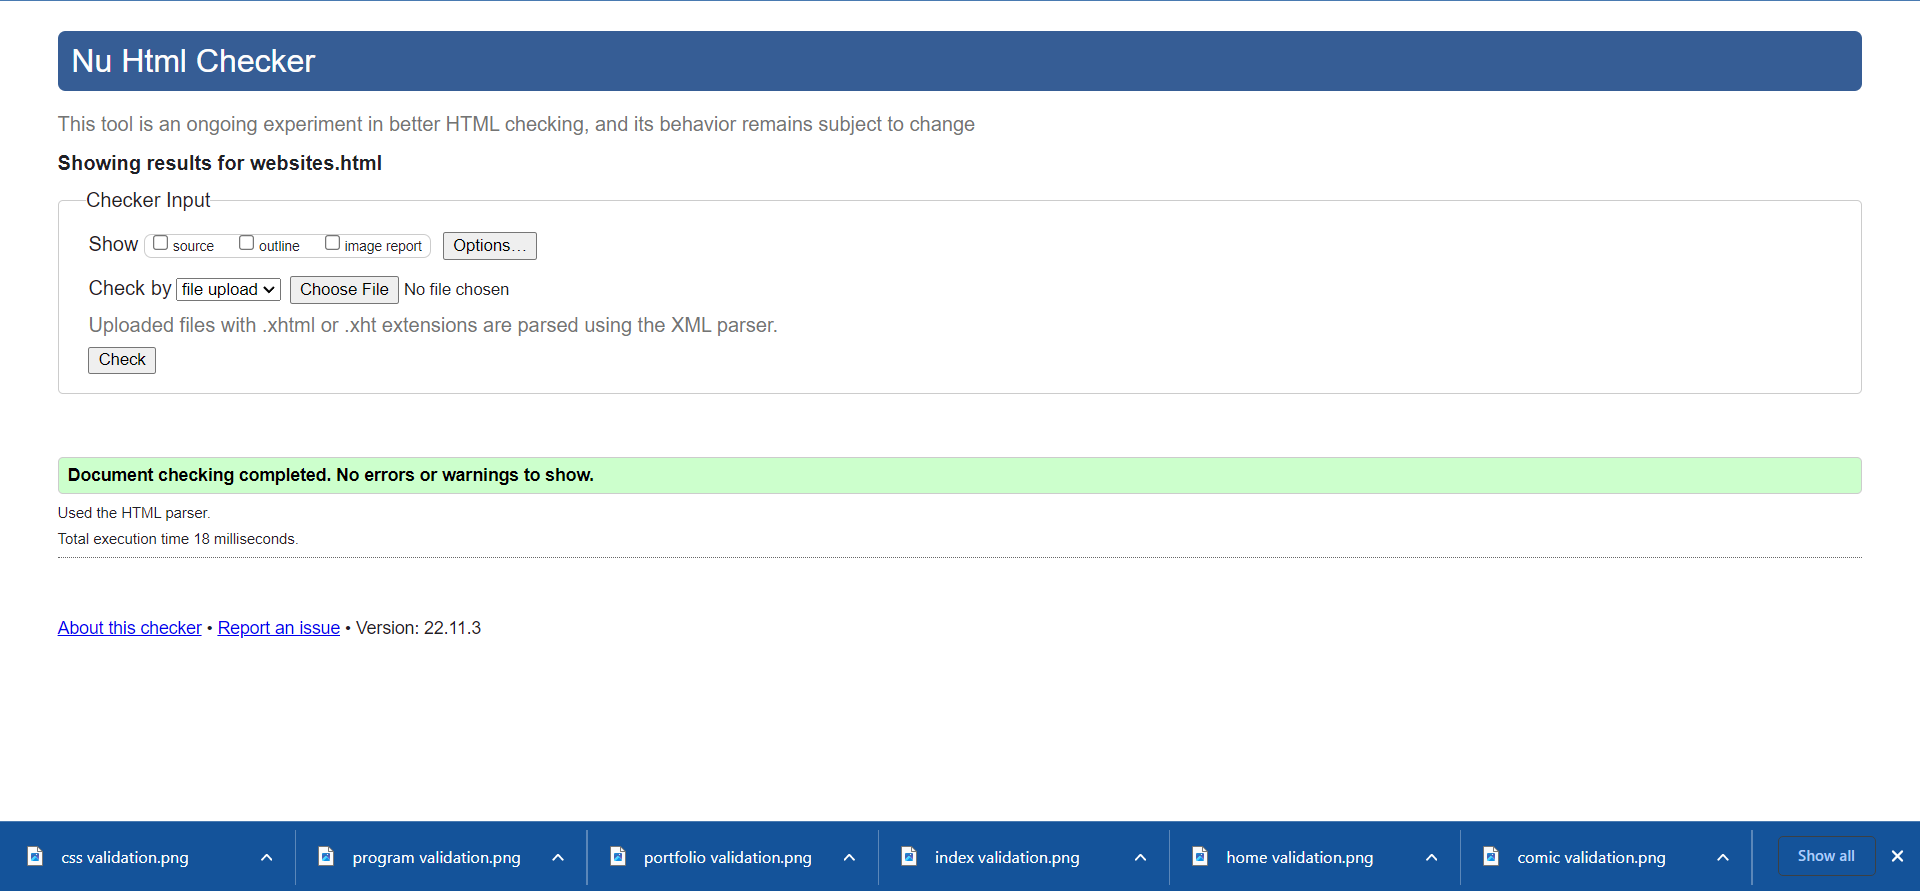 Nu Html Checker
This tool is an ongoing experiment in better HTML checking, and its behavior remains subject to change
Showing results for websites.html
Checker Input
Show source outline image report Options...
Check by file upload Choose File No file chosen
Uploaded files with .xhtml or .xht extensions are parsed using the XML parser.
Check
Document checking completed. No errors or warnings to show.
Used the HTML parser.
Total execution time 18 milliseconds.
About this checker • Report an issue • Version: 22.11.3
css validation.png program validation.png portfolio validation.png index validation.png home validation.png comic validation.png Show all